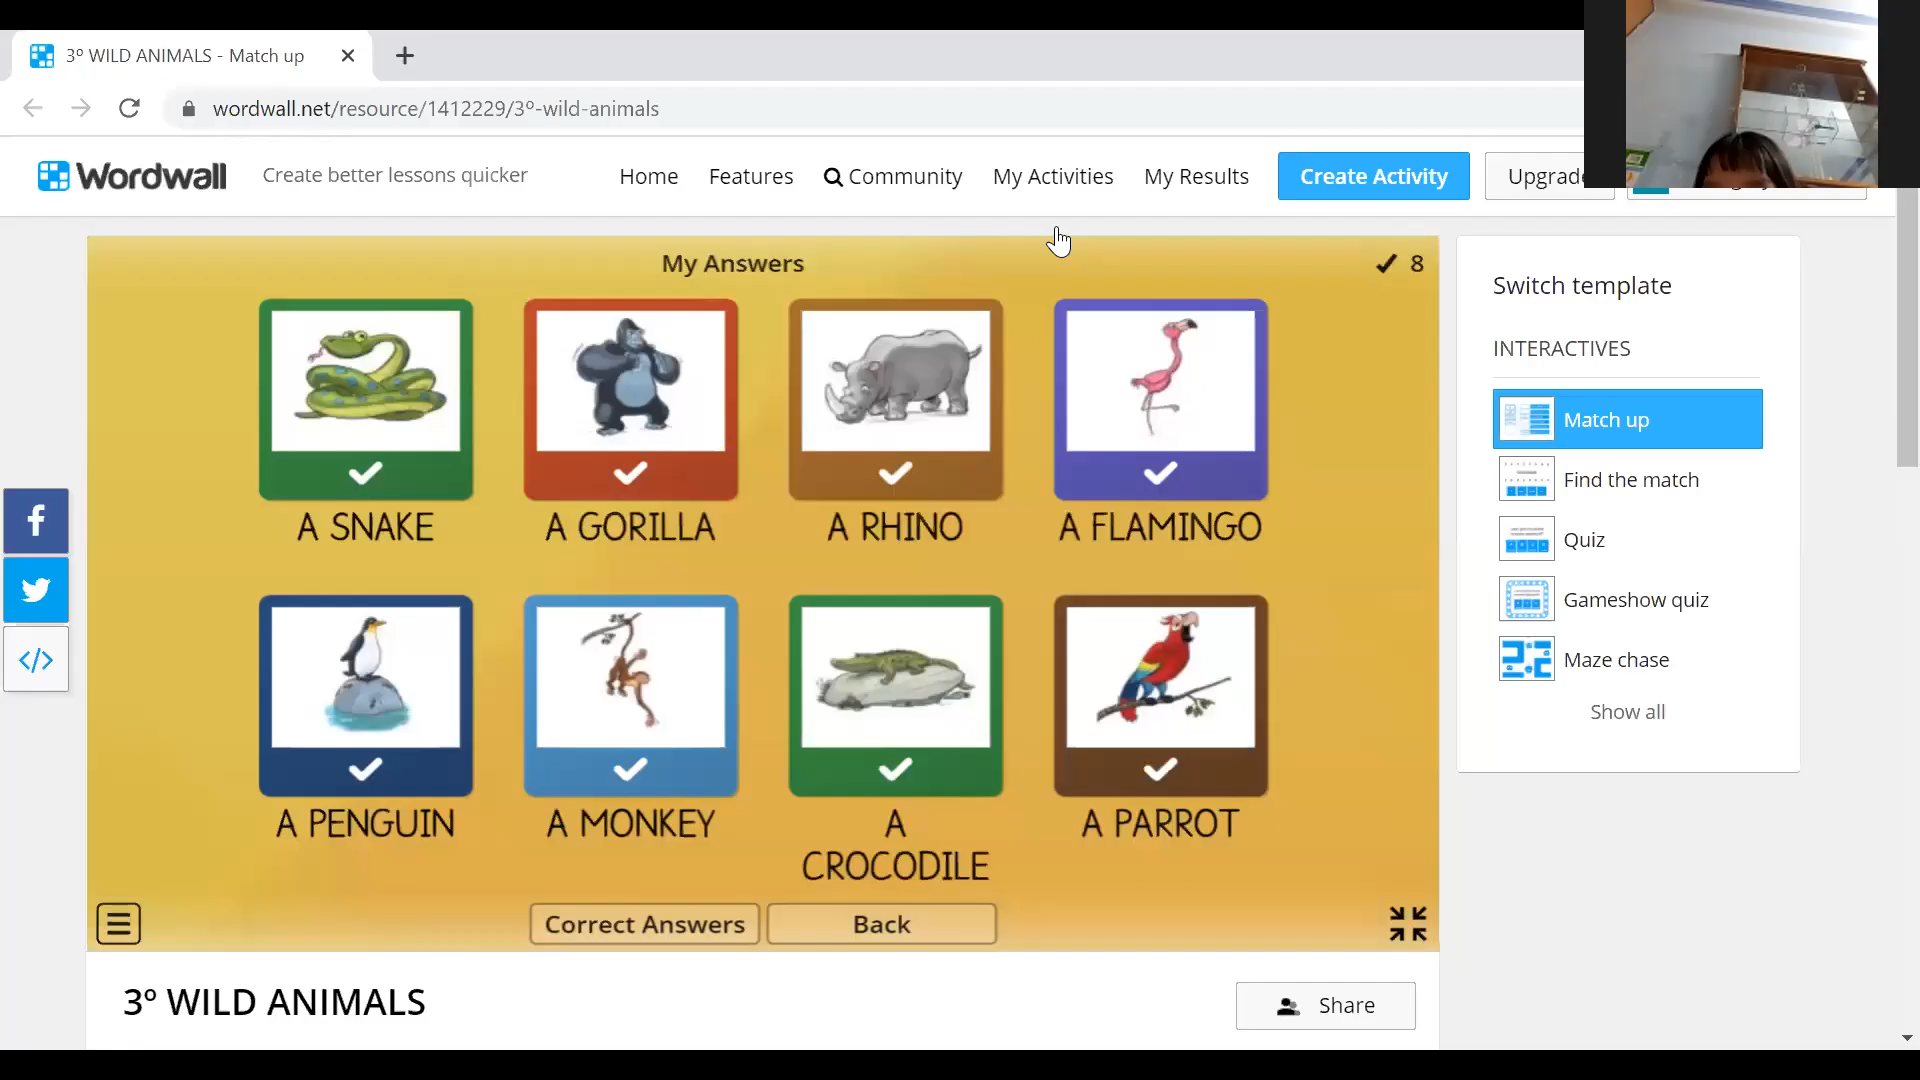 3º WILD ANIMALS - Match up
wordwall.net/resource/1412229/3º-wild-animals
Wordwall
Create better lessons quicker
Home
Features
Community
My Activities
My Results
Create Activity
Upgrade
My Answers
8
A SNAKE
A GORILLA
A RHINO
A FLAMINGO
A PENGUIN
A MONKEY
A
CROCODILE
A PARROT
Correct Answers
Back
3º WILD ANIMALS
Share
Switch template
INTERACTIVES
Match up
Find the match
Quiz
Gameshow quiz
Maze chase
Show all